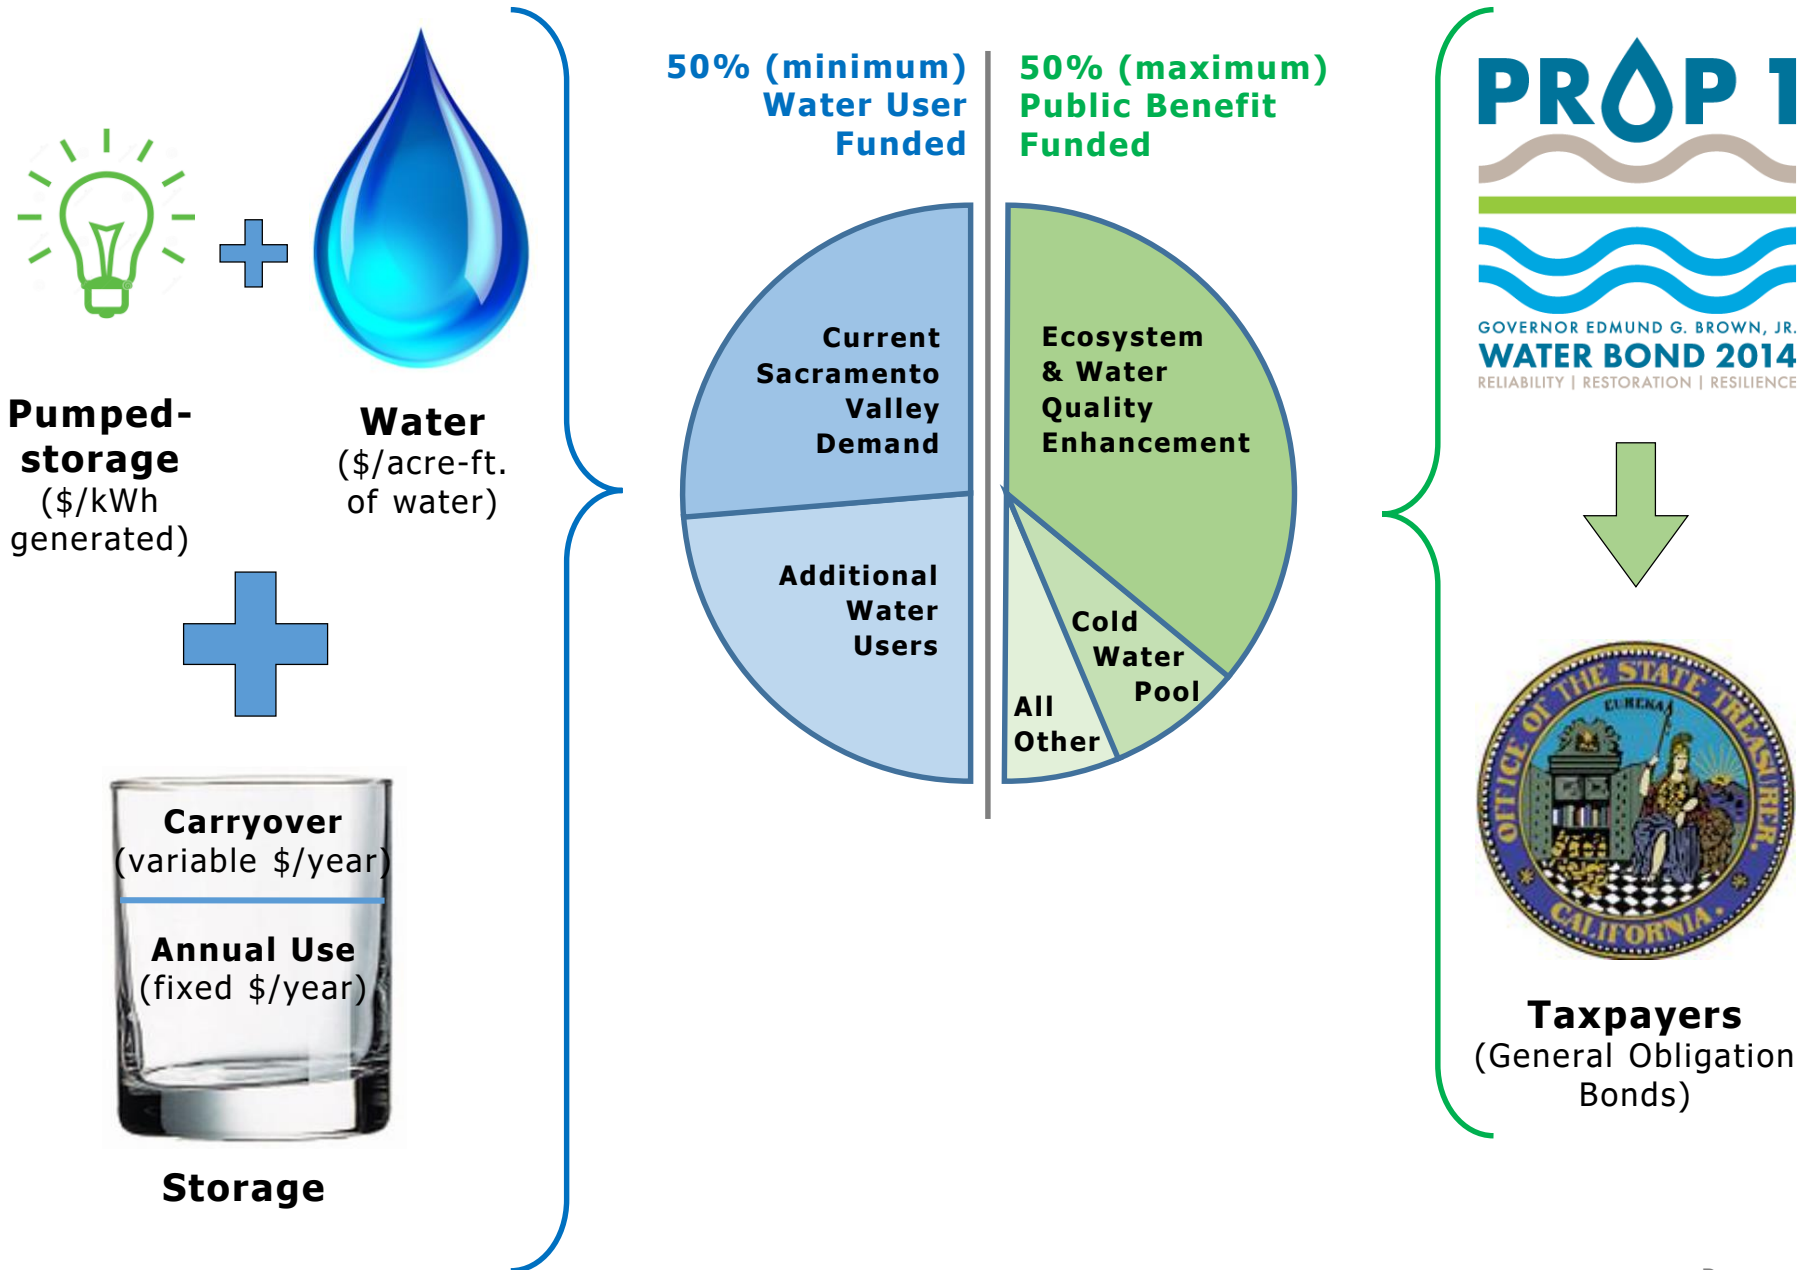 50% (minimum)
Water User
Funded
50% (maximum)
Public Benefit
Funded
Pumped-
storage
($/kWh
generated)
Water
($/acre-ft.
of water)
Carryover
(variable $/year)
Annual Use
(fixed $/year)
Storage
Current
Sacramento
Valley
Demand
Additional
Water
Users
Ecosystem
& Water
Quality
Enhancement
Cold
Water
Pool
All
Other
PROP 1
GOVERNOR EDMUND G. BROWN, JR.
WATER BOND 2014
RELIABILITY | RESTORATION | RESILIENCE
OFFICE OF THE STATE TREASURER.
EUREKA
CALIFORNIA.
Taxpayers
(General Obligation
Bonds)